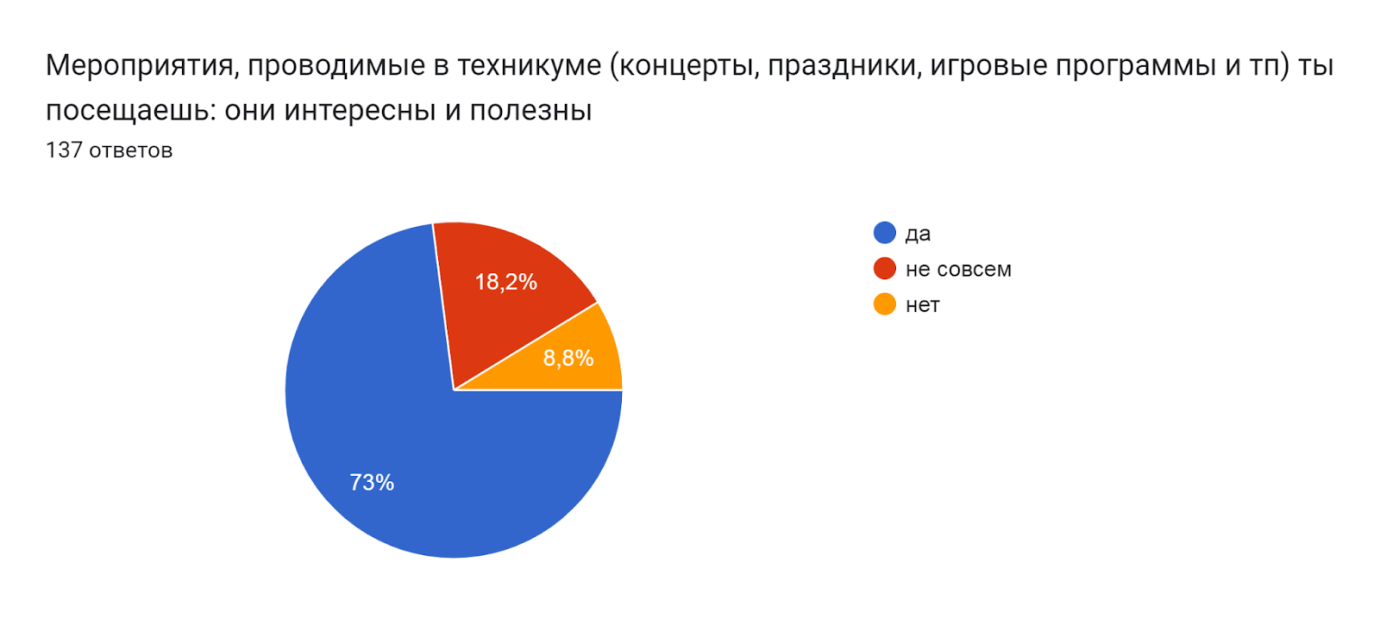 Мероприятия, проводимые в техникуме (концерты, праздники, игровые программы и тп) ты
посещаешь: они интересны и полезны
137 ответов
18,2%
8,8%
73%
да
не совсем
нет